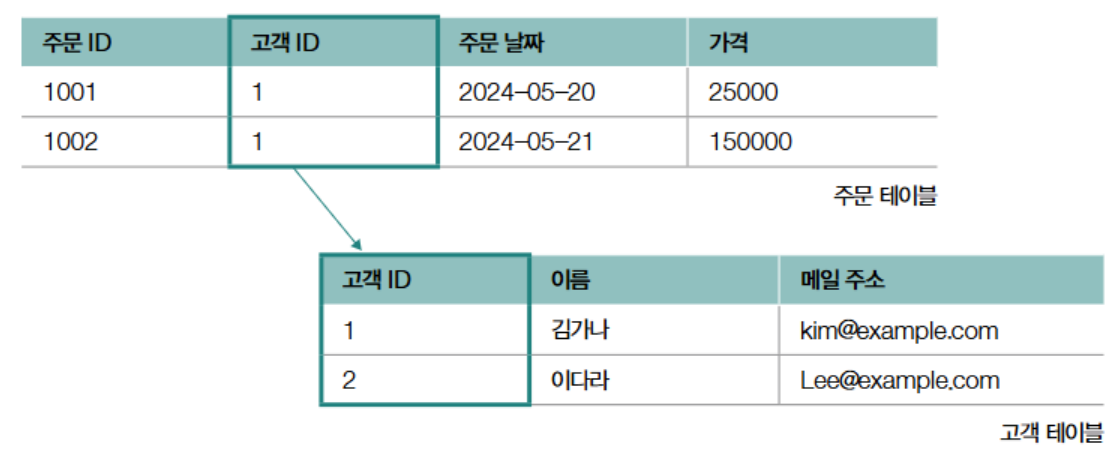 주문 ID 고객 ID 주문 날짜 가격
1001 1 2024-05-20 25000
1002 1 2024-05-21 150000
주문 테이블
고객 ID 이름 메일 주소
1 김가나 kim@example.com
2 이다라 Lee@example.com
고객 테이블